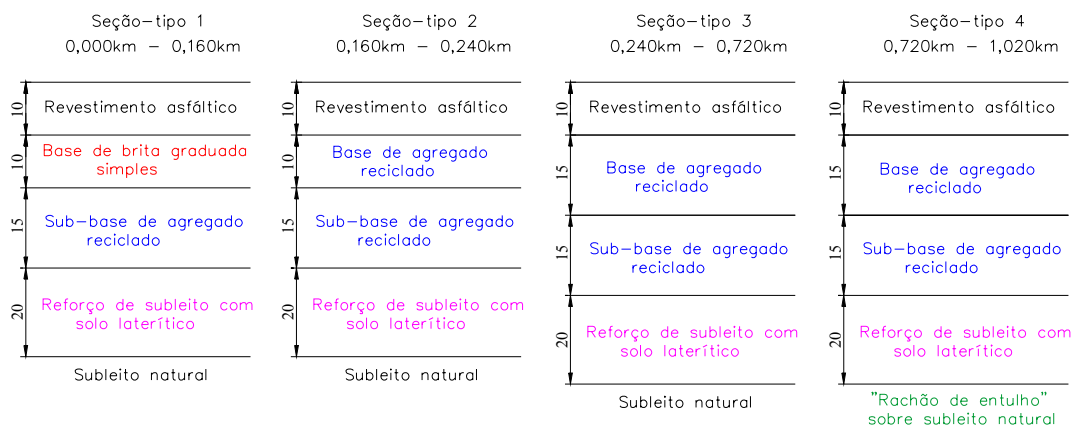 Seção-tipo 1
0,000km - 0,160km
10
Revestimento asfáltico
10
Base de brita graduada
simples
15
Sub-base de agregado
reciclado
20
Reforço de subleito com
solo laterítico
Subleito natural
Seção-tipo 2
0,160km - 0,240km
10
Revestimento asfáltico
10
Base de agregado
reciclado
15
Sub-base de agregado
reciclado
20
Reforço de subleito com
solo laterítico
Subleito natural
Seção-tipo 3
0,240km - 0,720km
10
Revestimento asfáltico
15
Base de agregado
reciclado
15
Sub-base de agregado
reciclado
20
Reforço de subleito com
solo laterítico
Subleito natural
Seção-tipo 4
0,720km - 1,020km
10
Revestimento asfáltico
15
Base de agregado
reciclado
15
Sub-base de agregado
reciclado
20
Reforço de subleito com
solo laterítico
"Rachão de entulho"
sobre subleito natural